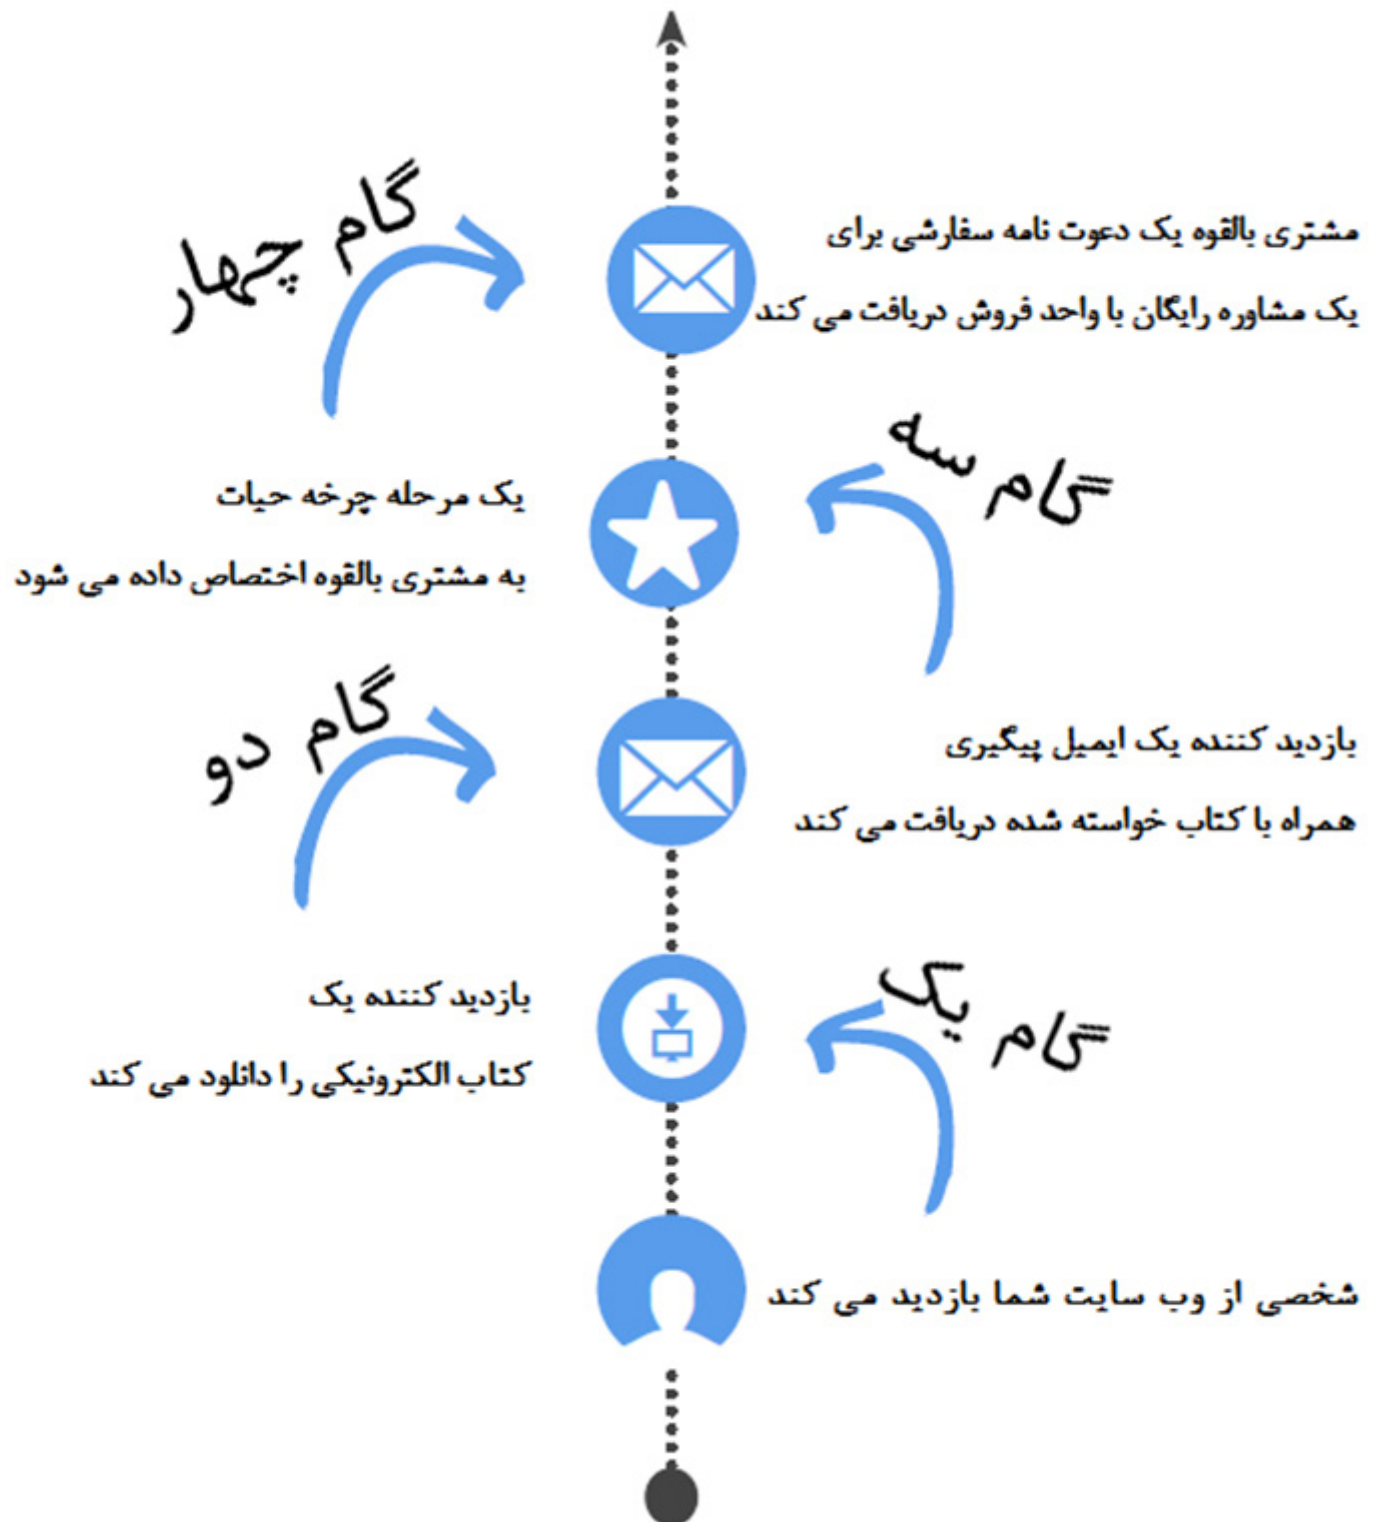 گام چهار
مشتری بالقوه یک دعوت نامه سفارشی برای
یک مشاوره رایگان با واحد فروش دریافت می کند
گام سه
یک مرحله چرخه حیات
به مشتری بالقوه اختصاص داده می شود
گام دو
بازدید کننده یک ایمیل پیگیری
همراه با کتاب خواسته شده دریافت می کند
گام یک
بازدید کننده یک
کتاب الکترونیکی را دانلود می کند
شخصی از وب سایت شما بازدید می کند